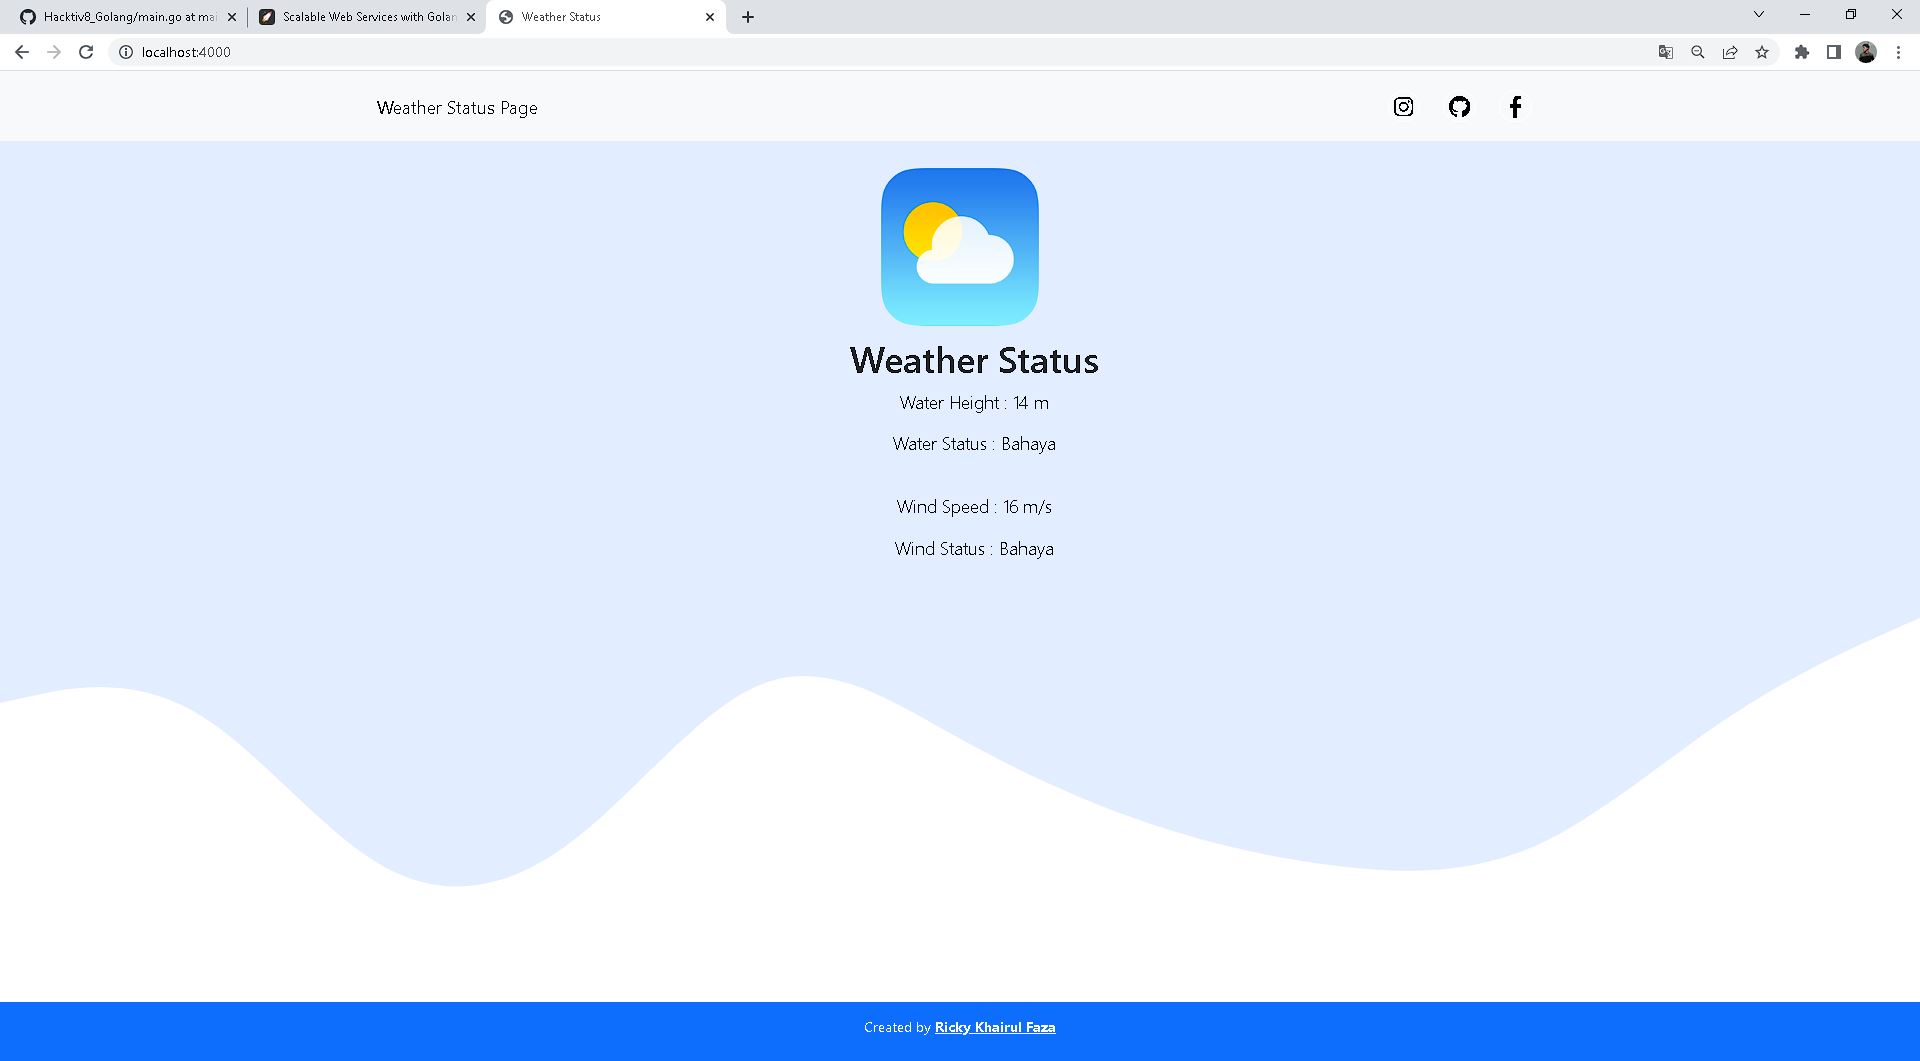 Hacktiv8_Golang/main.go at mai
Scalable Web Services with Golan
Weather Status
localhost:4000
Weather Status Page
Weather Status
Water Height : 14 m
Water Status : Bahaya
Wind Speed : 16 m/s
Wind Status : Bahaya
Created by Ricky Khairul Faza